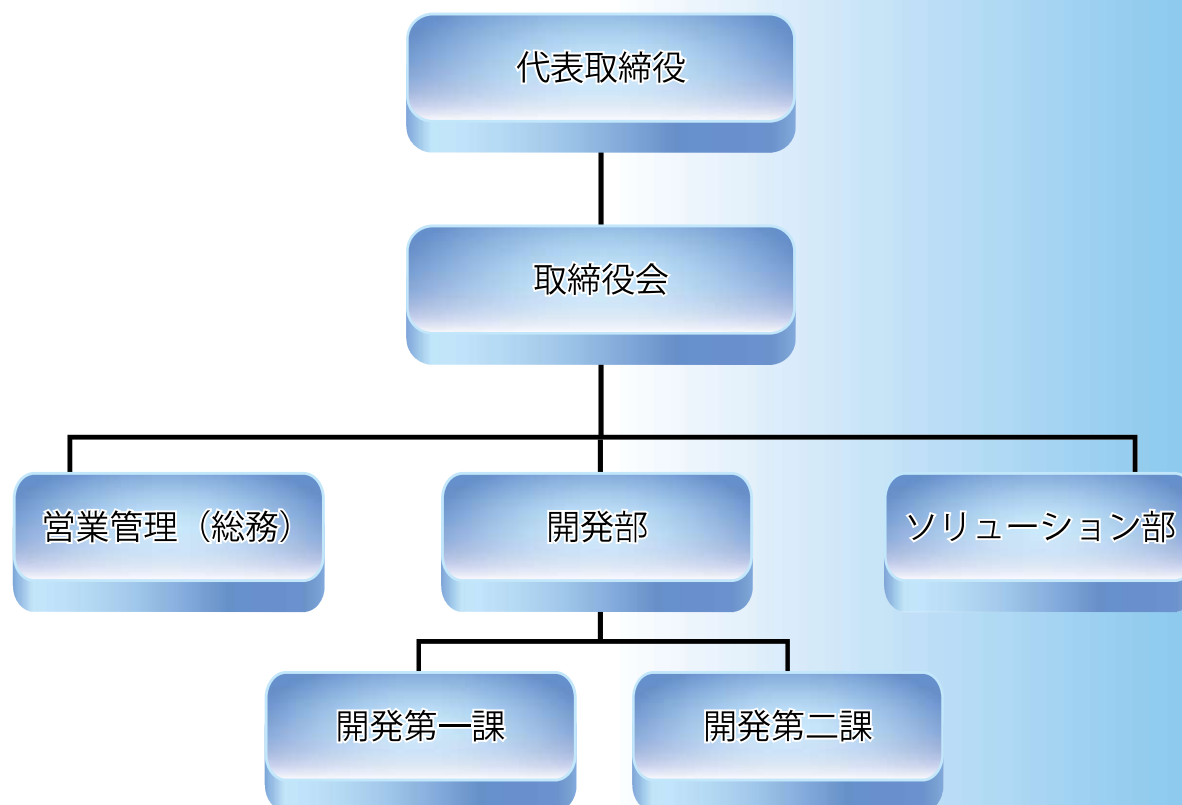 代表取締役
取締役会
営業管理（総務）
開発部
ソリューション部
開発第一課
開発第二課